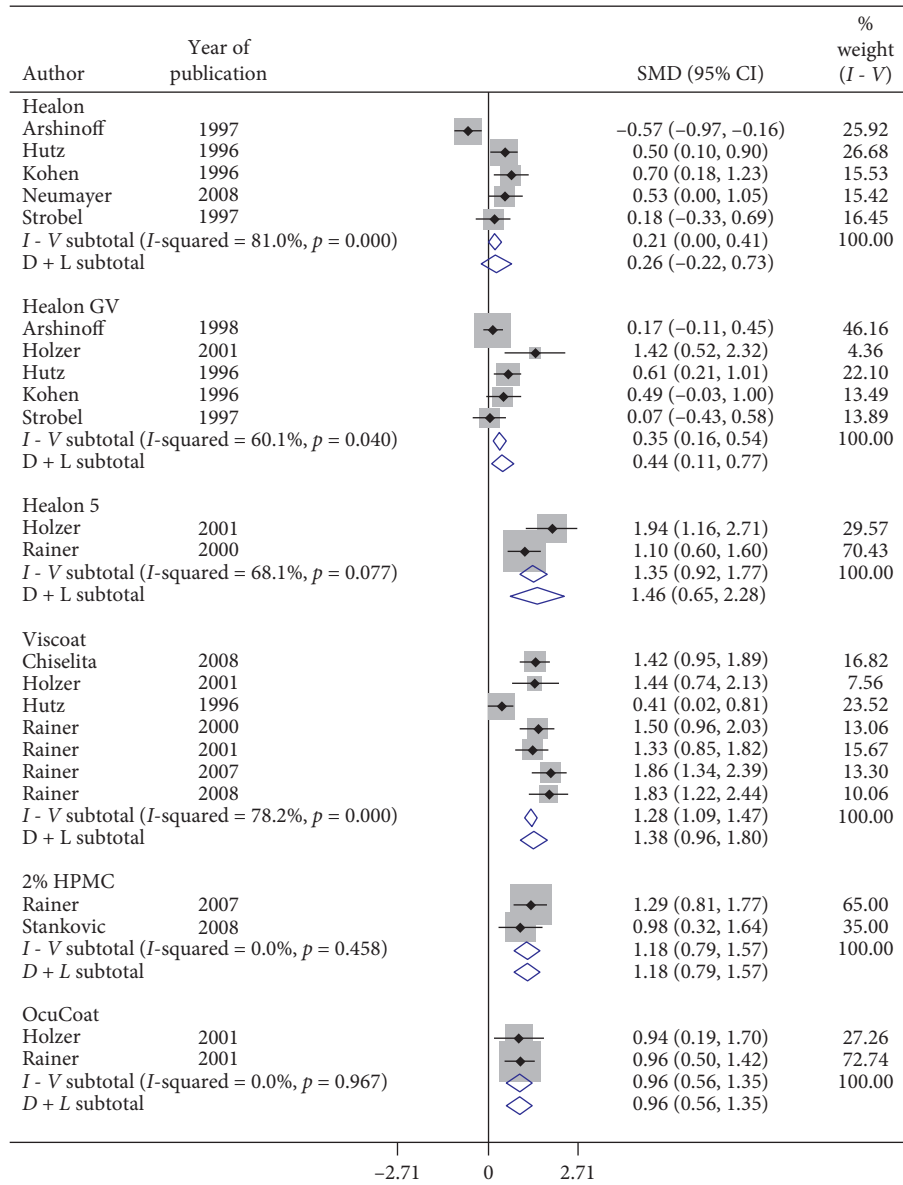 Author Year of publication SMD (95% CI) % weight (I - V)
Healon
Arshinoff 1997 −0.57 (−0.97, −0.16) 25.92
Hutz 1996 0.50 (0.10, 0.90) 26.68
Kohen 1996 0.70 (0.18, 1.23) 15.53
Neumayer 2008 0.53 (0.00, 1.05) 15.42
Strobel 1997 0.18 (−0.33, 0.69) 16.45
I - V subtotal (I-squared = 81.0%, p = 0.000) 0.21 (0.00, 0.41) 100.00
D + L subtotal 0.26 (−0.22, 0.73)
Healon GV
Arshinoff 1998 0.17 (−0.11, 0.45) 46.16
Holzer 2001 1.42 (0.52, 2.32) 4.36
Hutz 1996 0.61 (0.21, 1.01) 22.10
Kohen 1996 0.49 (−0.03, 1.00) 13.49
Strobel 1997 0.07 (−0.43, 0.58) 13.89
I - V subtotal (I-squared = 60.1%, p = 0.040) 0.35 (0.16, 0.54) 100.00
D + L subtotal 0.44 (0.11, 0.77)
Healon 5
Holzer 2001 1.94 (1.16, 2.71) 29.57
Rainer 2000 1.10 (0.60, 1.60) 70.43
I - V subtotal (I-squared = 68.1%, p = 0.077) 1.35 (0.92, 1.77) 100.00
D + L subtotal 1.46 (0.65, 2.28)
Viscoat
Chiselita 2008 1.42 (0.95, 1.89) 16.82
Holzer 2001 1.44 (0.74, 2.13) 7.56
Hutz 1996 0.41 (0.02, 0.81) 23.52
Rainer 2000 1.50 (0.96, 2.03) 13.06
Rainer 2001 1.33 (0.85, 1.82) 15.67
Rainer 2007 1.86 (1.34, 2.39) 13.30
Rainer 2008 1.83 (1.22, 2.44) 10.06
I - V subtotal (I-squared = 78.2%, p = 0.000) 1.28 (1.09, 1.47) 100.00
D + L subtotal 1.38 (0.96, 1.80)
2% HPMC
Rainer 2007 1.29 (0.81, 1.77) 65.00
Stankovic 2008 0.98 (0.32, 1.64) 35.00
I - V subtotal (I-squared = 0.0%, p = 0.458) 1.18 (0.79, 1.57) 100.00
D + L subtotal 1.18 (0.79, 1.57)
OcuCoat
Holzer 2001 0.94 (0.19, 1.70) 27.26
Rainer 2001 0.96 (0.50, 1.42) 72.74
I - V subtotal (I-squared = 0.0%, p = 0.967) 0.96 (0.56, 1.35) 100.00
D + L subtotal 0.96 (0.56, 1.35)
−2.71 0 2.71